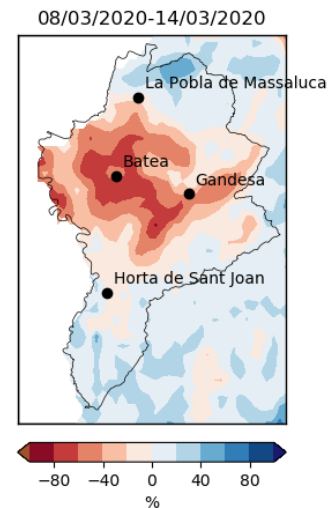 08/03/2020-14/03/2020
La Pobla de Massaluca
Batea
Gandesa
Horta de Sant Joan
−80 −40 0 40 80
%